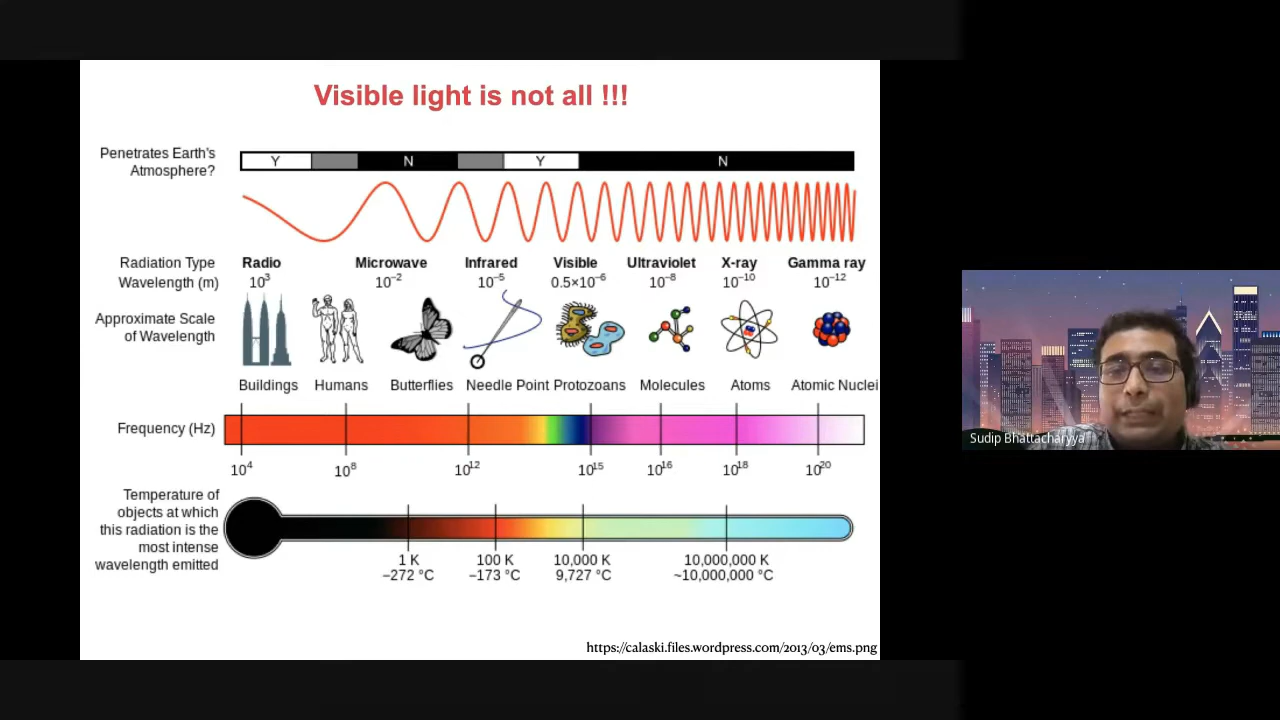 Visible light is not all !!!
Penetrates Earth's
Atmosphere?
Y N Y N
Radiation Type Radio Microwave Infrared Visible Ultraviolet X-ray Gamma ray
Wavelength (m) 10³ 10⁻² 10⁻⁵ 0.5×10⁻⁶ 10⁻⁸ 10⁻¹⁰ 10⁻¹²
Approximate Scale
of Wavelength
Buildings Humans Butterflies Needle Point Protozoans Molecules Atoms Atomic Nuclei
Frequency (Hz)
10⁴ 10⁸ 10¹² 10¹⁵ 10¹⁶ 10¹⁸ 10²⁰
Temperature of
objects at which
this radiation is the
most intense
wavelength emitted
1 K 100 K 10,000 K 10,000,000 K
−272 °C −173 °C 9,727 °C ~10,000,000 °C
https://calaski.files.wordpress.com/2013/03/ems.png
Sudip Bhattacharyya